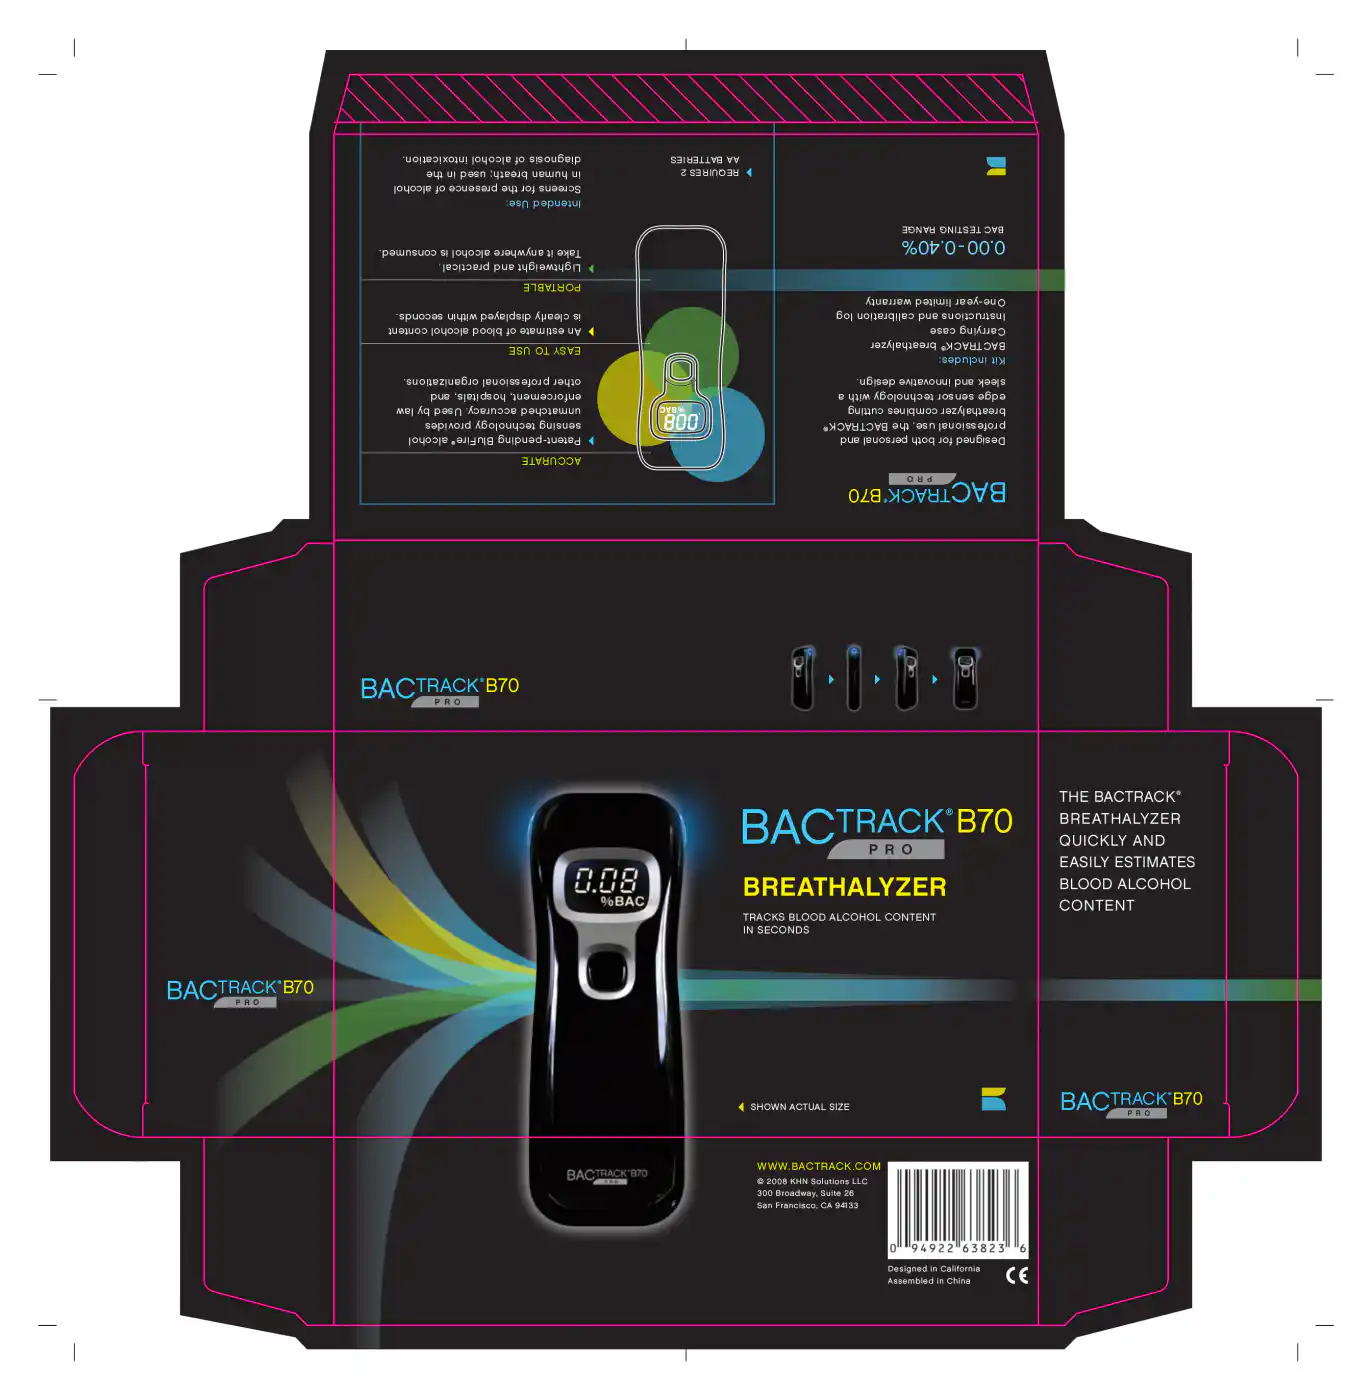 BACTRACK® B70
PRO
Designed for both personal and
professional use, the BACTRACK®
breathalyzer combines cutting
edge sensor technology with a
sleek and innovative design.
Kit includes:
BACTRACK® breathalyzer
Carrying case
Instructions and calibration log
One-year limited warranty
0.00-0.40%
BAC TESTING RANGE
0.08
%BAC
REQUIRES 2
AA BATTERIES
ACCURATE
Patent-pending BluFire® alcohol
sensing technology provides
unmatched accuracy. Used by law
enforcement, hospitals, and
other professional organizations.
EASY TO USE
An estimate of blood alcohol content
is clearly displayed within seconds.
PORTABLE
Lightweight and practical.
Take it anywhere alcohol is consumed.
Intended Use:
Screens for the presence of alcohol
in human breath; used in the
diagnosis of alcohol intoxication.
BACTRACK® B70
PRO
BACTRACK® B70
PRO
0.08
%BAC
BACTRACK® B70
PRO
BACTRACK® B70
PRO
BREATHALYZER
TRACKS BLOOD ALCOHOL CONTENT
IN SECONDS
SHOWN ACTUAL SIZE
THE BACTRACK®
BREATHALYZER
QUICKLY AND
EASILY ESTIMATES
BLOOD ALCOHOL
CONTENT
BACTRACK® B70
PRO
WWW.BACTRACK.COM
© 2008 KHN Solutions LLC
300 Broadway, Suite 26
San Francisco, CA 94133
0 94922 63823 6
Designed in California
Assembled in China
CE